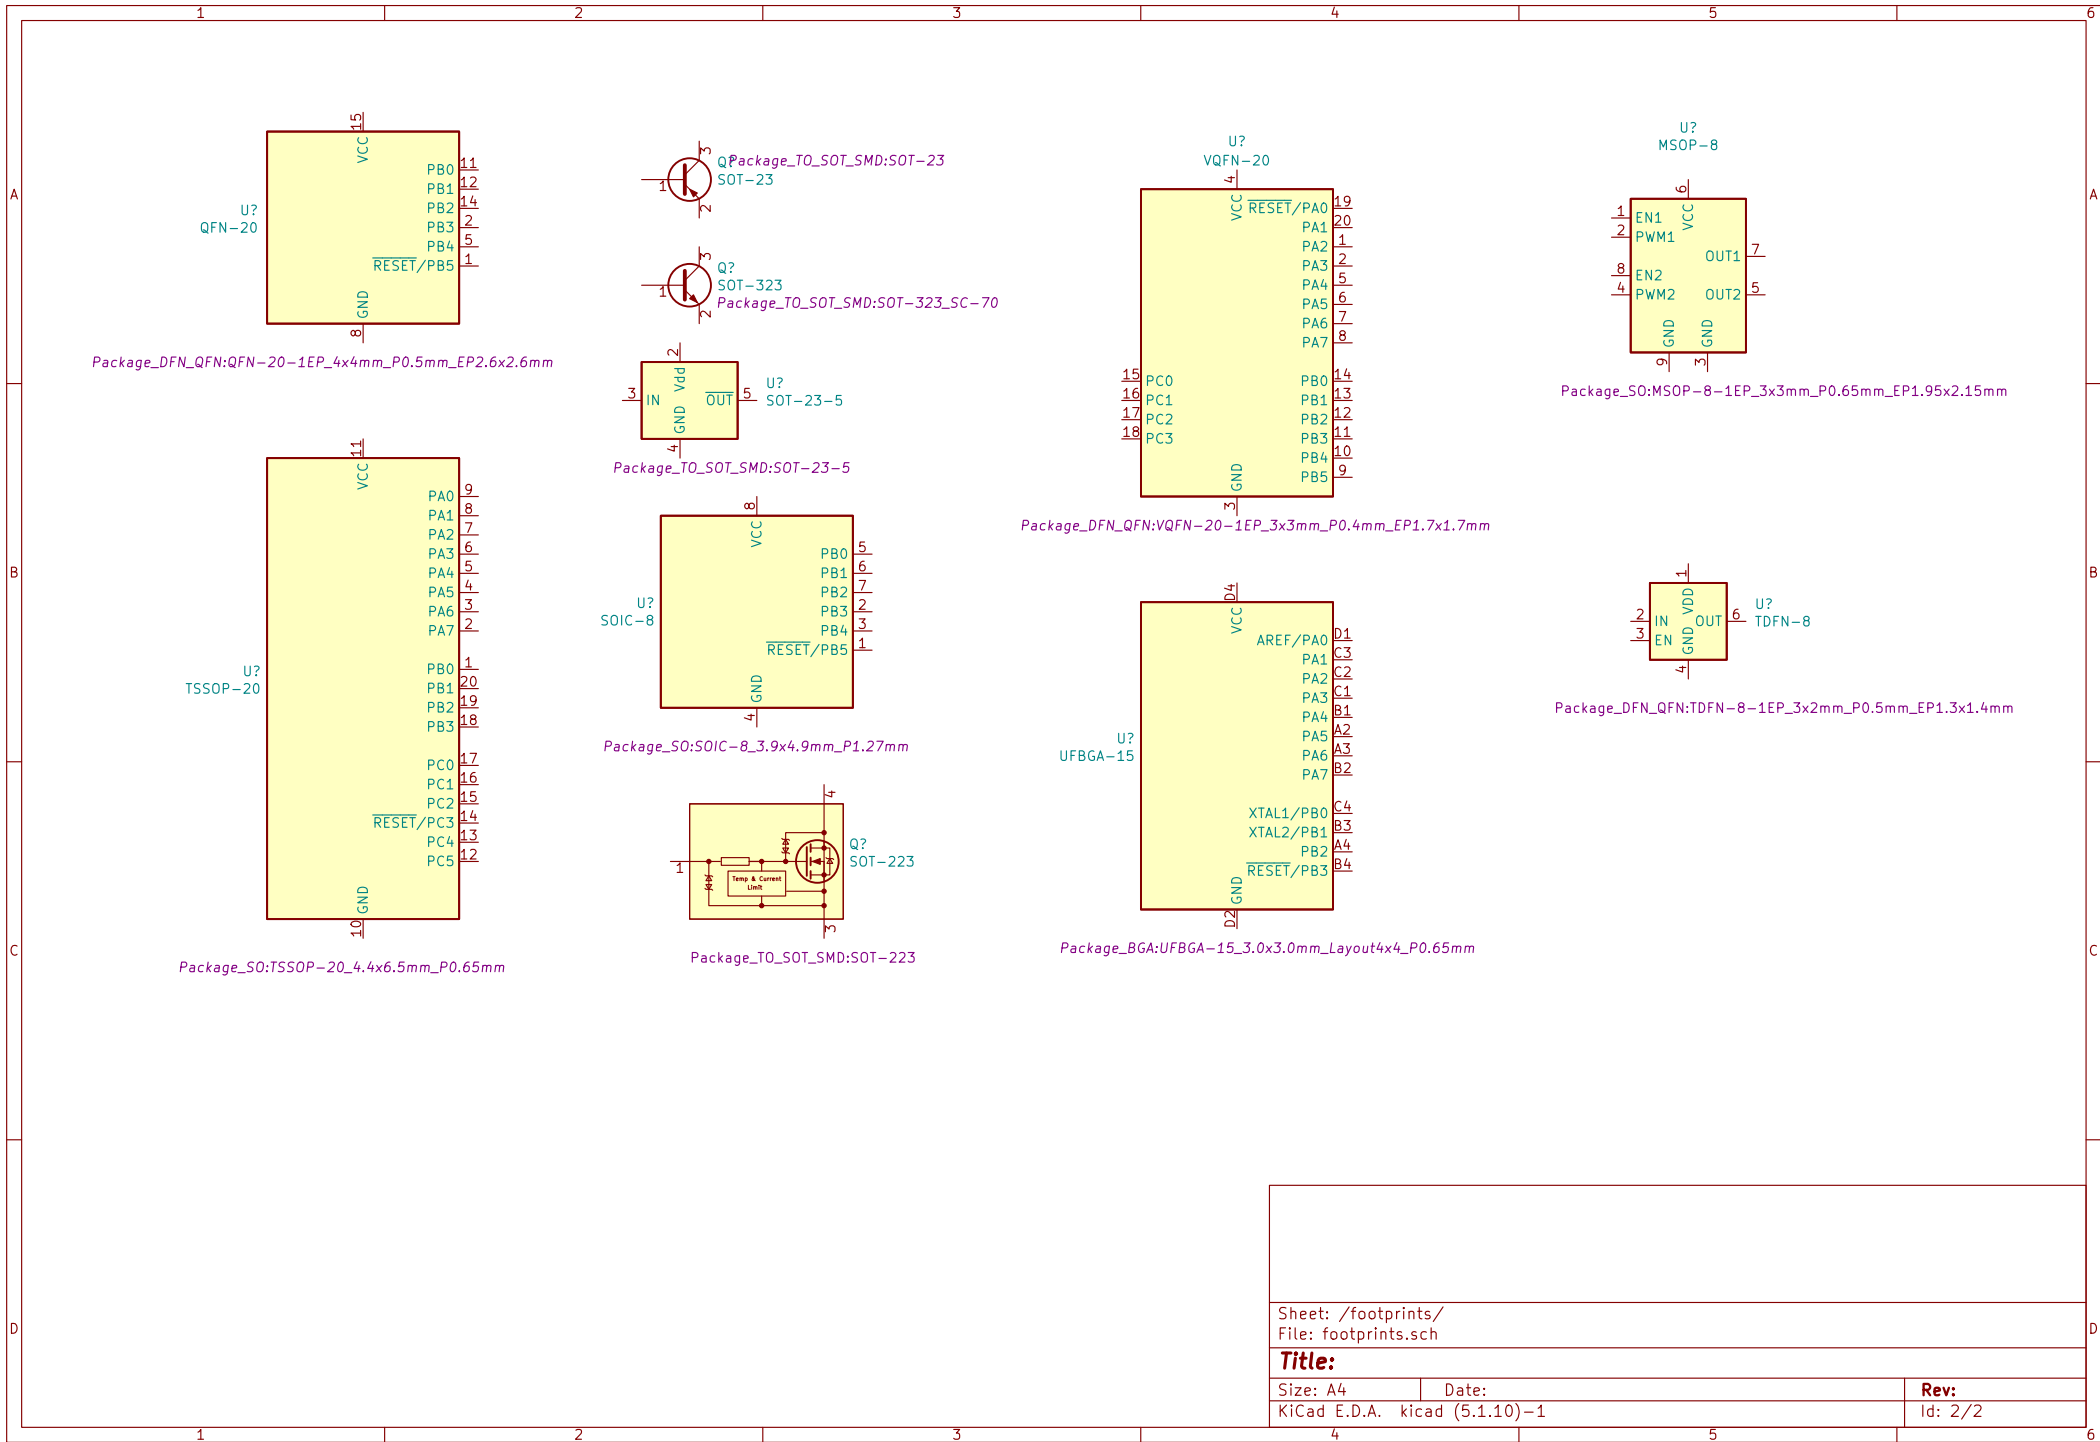 1 2 3 4 5 6
A
B
C
D
15
VCC
PB0 11
PB1 12
PB2 14
PB3 2
PB4 5
RESET/PB5 1
GND
8
U?
QFN-20
Package_DFN_QFN:QFN-20-1EP_4x4mm_P0.5mm_EP2.6x2.6mm
11
VCC
PA0 9
PA1 8
PA2 7
PA3 6
PA4 5
PA5 4
PA6 3
PA7 2
PB0 1
PB1 20
PB2 19
PB3 18
PC0 17
PC1 16
PC2 15
RESET/PC3 14
PC4 13
PC5 12
GND
10
U?
TSSOP-20
Package_SO:TSSOP-20_4.4x6.5mm_P0.65mm
3
1
2
Q?
Package_TO_SOT_SMD:SOT-23
SOT-23
3
1
2
Q?
SOT-323
Package_TO_SOT_SMD:SOT-323_SC-70
2
Vdd
3 IN
OUT 5
GND
4
U?
SOT-23-5
Package_TO_SOT_SMD:SOT-23-5
8
VCC
PB0 5
PB1 6
PB2 7
PB3 2
PB4 3
RESET/PB5 1
GND
4
U?
SOIC-8
Package_SO:SOIC-8_3.9x4.9mm_P1.27mm
4
1
Temp & Current
Limit
3
Q?
SOT-223
Package_TO_SOT_SMD:SOT-223
U?
VQFN-20
4
VCC
RESET/PA0 19
PA1 20
PA2 1
PA3 2
PA4 5
PA5 6
PA6 7
PA7 8
15 PC0 PB0 14
16 PC1 PB1 13
17 PC2 PB2 12
18 PC3 PB3 11
PB4 10
PB5 9
GND
3
Package_DFN_QFN:VQFN-20-1EP_3x3mm_P0.4mm_EP1.7x1.7mm
D4
VCC
AREF/PA0 D1
PA1 C3
PA2 C2
PA3 C1
PA4 B1
PA5 A2
PA6 A3
PA7 B2
XTAL1/PB0 C4
XTAL2/PB1 B3
PB2 A4
RESET/PB3 B4
GND
D2
U?
UFBGA-15
Package_BGA:UFBGA-15_3.0x3.0mm_Layout4x4_P0.65mm
U?
MSOP-8
6
VCC
1 EN1
2 PWM1
OUT1 7
8 EN2
4 PWM2
OUT2 5
GND GND
9 3
Package_SO:MSOP-8-1EP_3x3mm_P0.65mm_EP1.95x2.15mm
1
VDD
2 IN
OUT 6
3 EN
GND
4
U?
TDFN-8
Package_DFN_QFN:TDFN-8-1EP_3x2mm_P0.5mm_EP1.3x1.4mm
A
B
C
D
Sheet: /footprints/
File: footprints.sch
Title:
Size: A4 Date: Rev:
KiCad E.D.A. kicad (5.1.10)-1 Id: 2/2
1 2 3 4 5 6